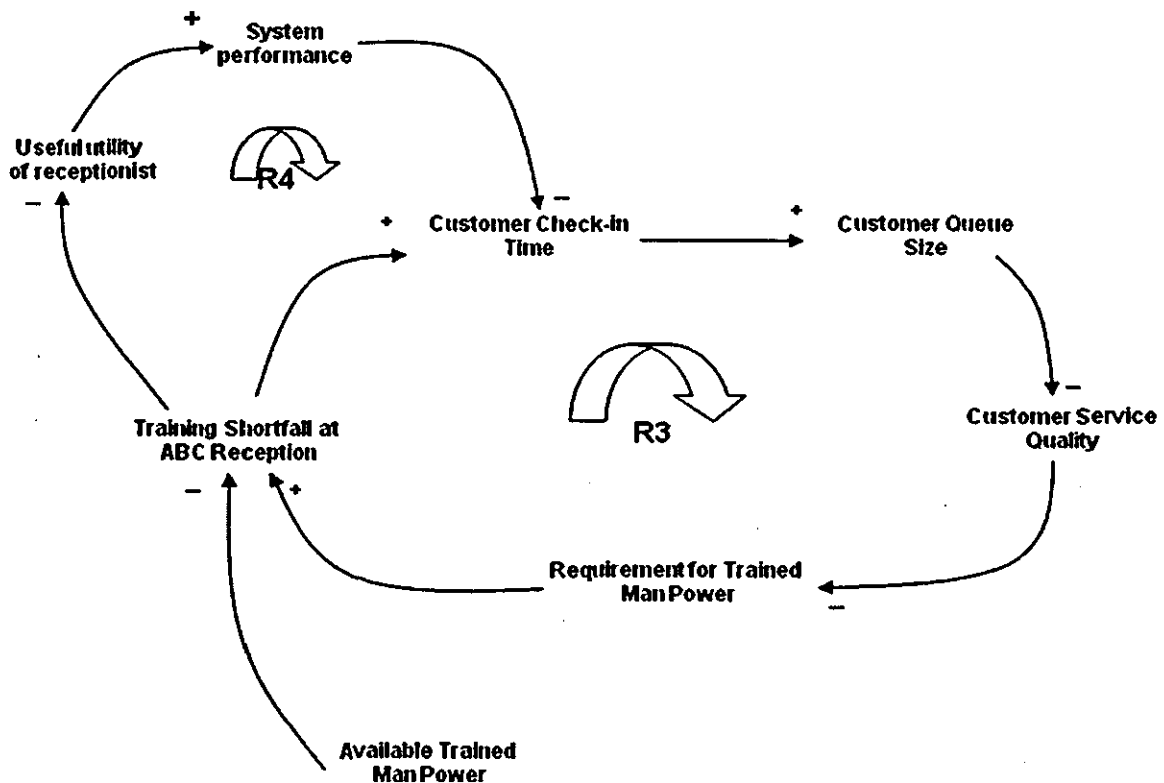 +
System
performance
Useful utility
of receptionist
−
R4
−
+
Customer Check-in
Time
+
Customer Queue
Size
−
Customer Service
Quality
R3
Training Shortfall at
ABC Reception
−
+
Requirement for Trained
Man Power
−
Available Trained
Man Power